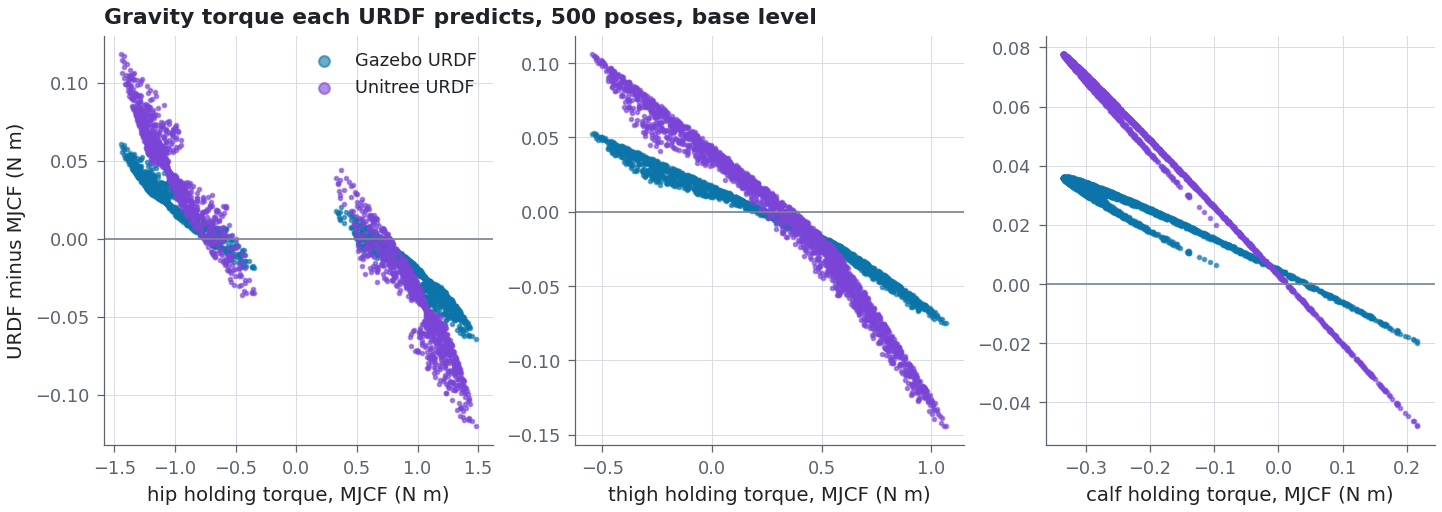 Gravity torque each URDF predicts, 500 poses, base level
URDF minus MJCF (N m)
0.10
0.05
0.00
−0.05
−0.10
Gazebo URDF
Unitree URDF
−1.5 −1.0 −0.5 0.0 0.5 1.0 1.5
hip holding torque, MJCF (N m)
0.10
0.05
0.00
−0.05
−0.10
−0.15
−0.5 0.0 0.5 1.0
thigh holding torque, MJCF (N m)
0.08
0.06
0.04
0.02
0.00
−0.02
−0.04
−0.3 −0.2 −0.1 0.0 0.1 0.2
calf holding torque, MJCF (N m)